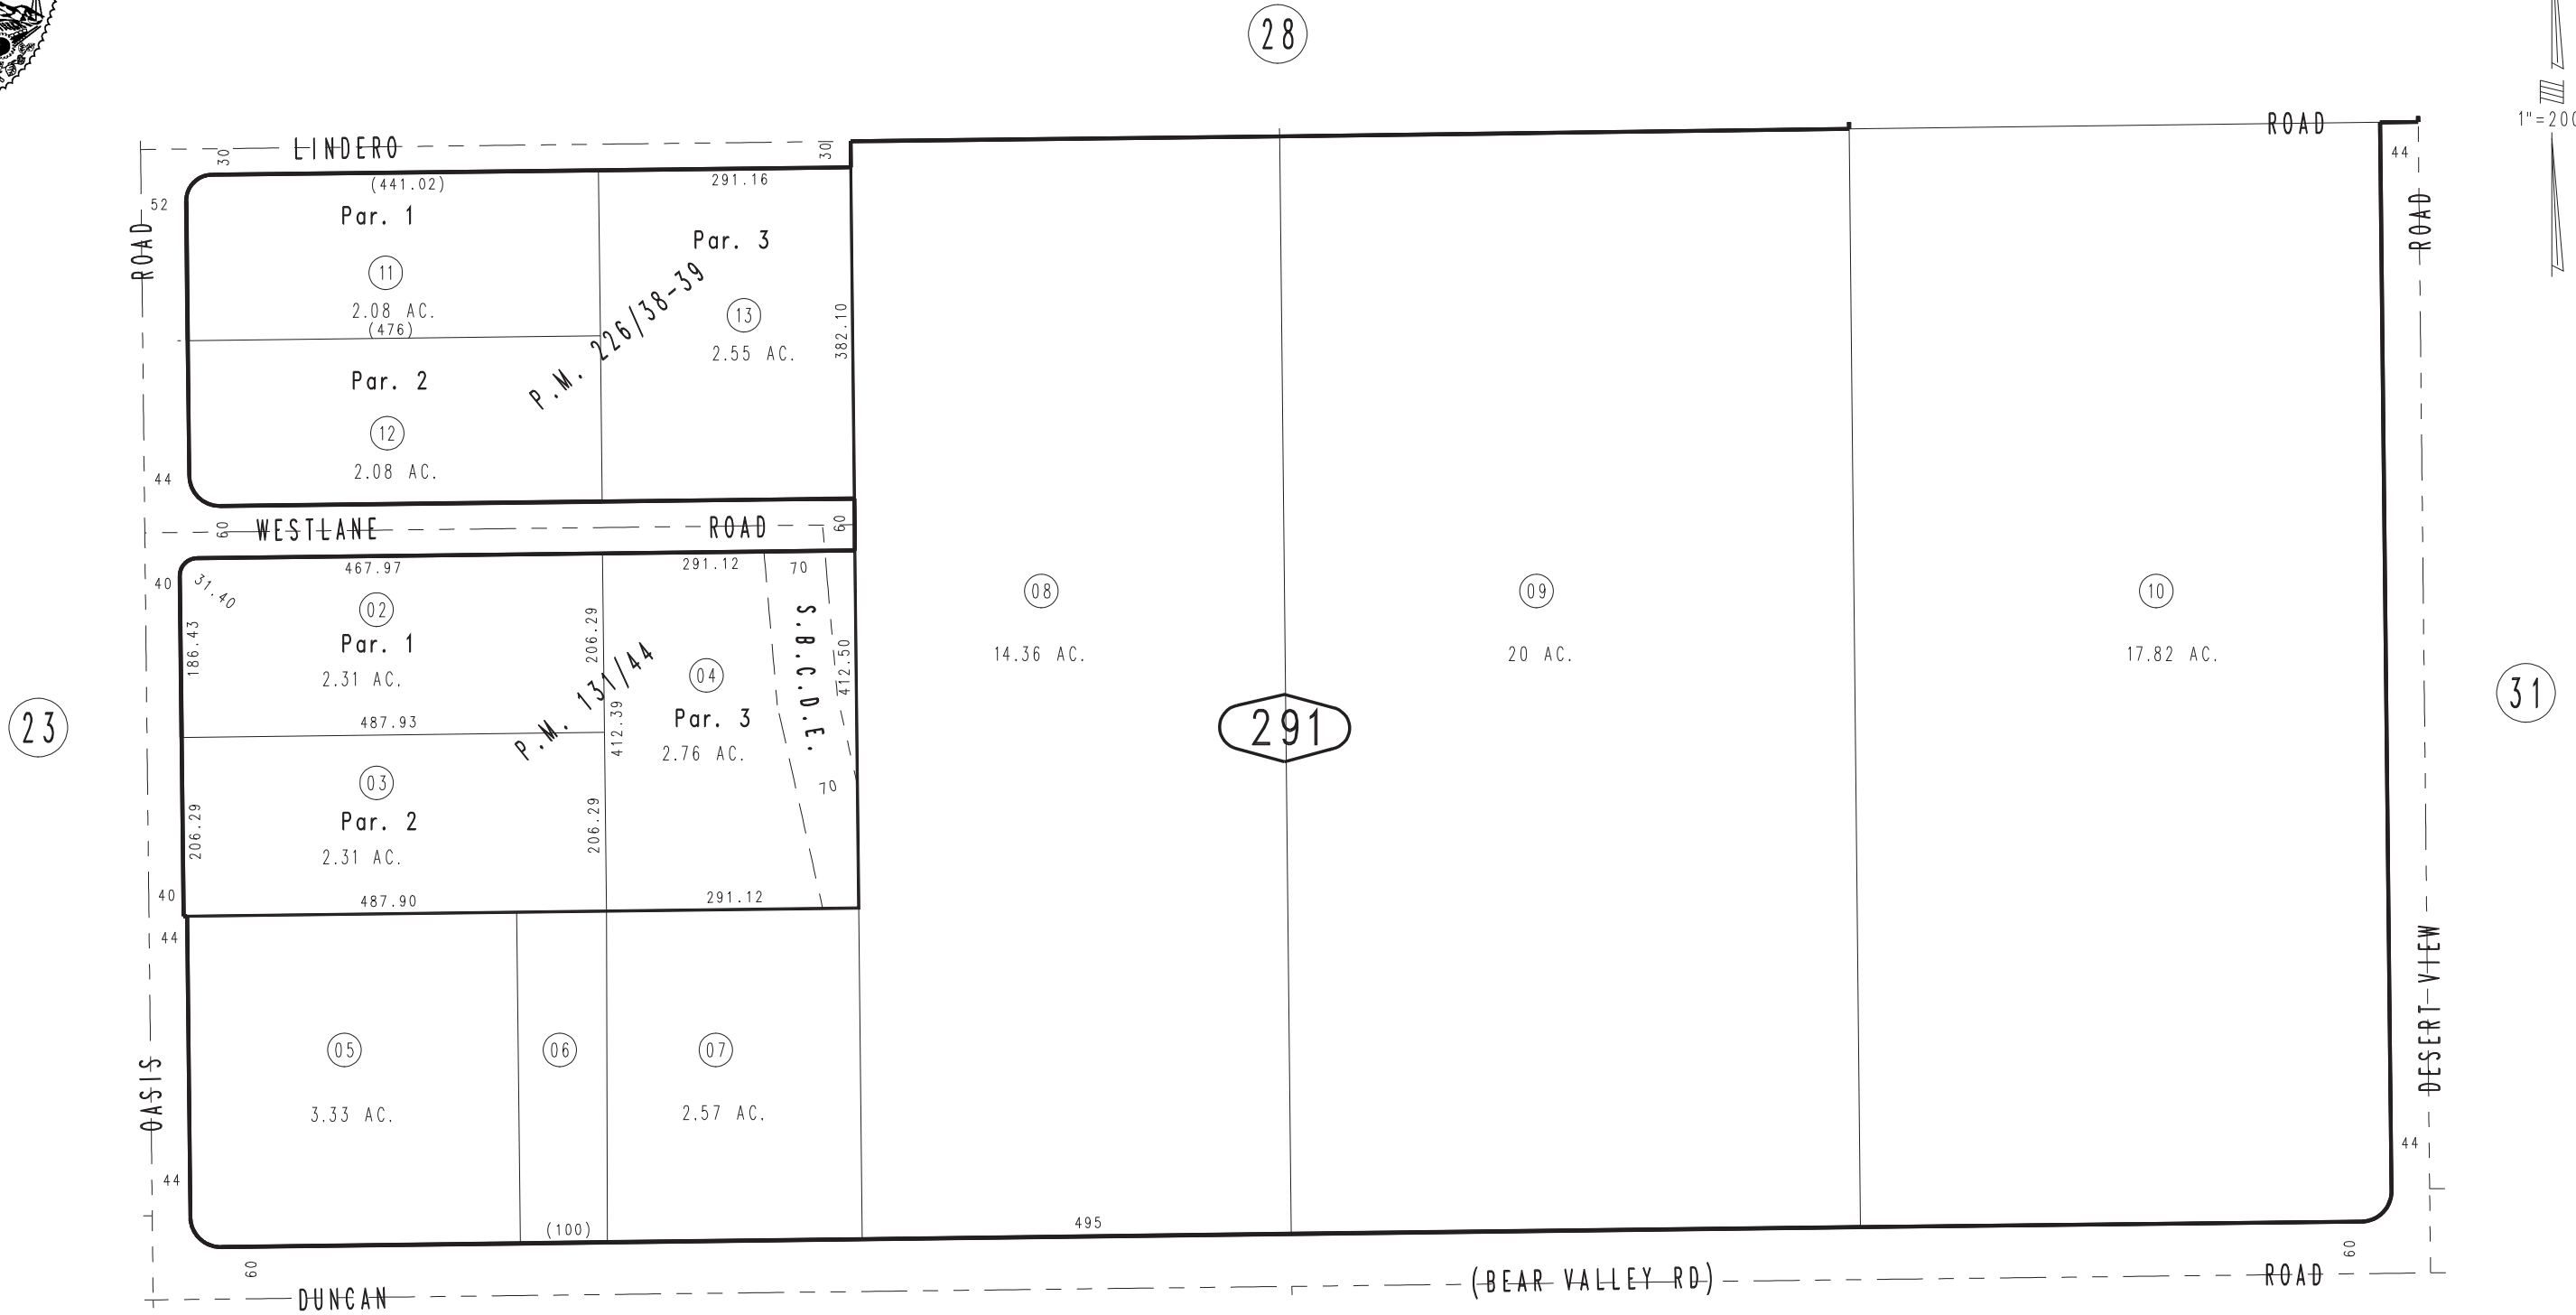 28
LINDERO
ROAD
1"=200
30
30
44
(441.02)
291.16
52
Par. 1
Par. 3
ROAD
ROAD
11
2.08 AC.
(476)
P.M. 226/38-39
13
2.55 AC.
382.10
Par. 2
12
2.08 AC.
44
60
WESTLANE
ROAD
60
467.97
291.12
70
40
31.40
02
Par. 1
2.31 AC.
186.43
206.29
S.B.C.D.E.
412.50
08
14.36 AC.
09
20 AC.
10
17.82 AC.
P.M. 131/44
04
Par. 3
2.76 AC.
487.93
412.39
23
291
31
03
Par. 2
2.31 AC.
206.29
206.29
70
40
487.90
291.12
44
DESERT VIEW
OASIS
05
3.33 AC.
06
07
2.57 AC.
44
44
(100)
495
60
60
DUNCAN
(BEAR VALLEY RD)
ROAD